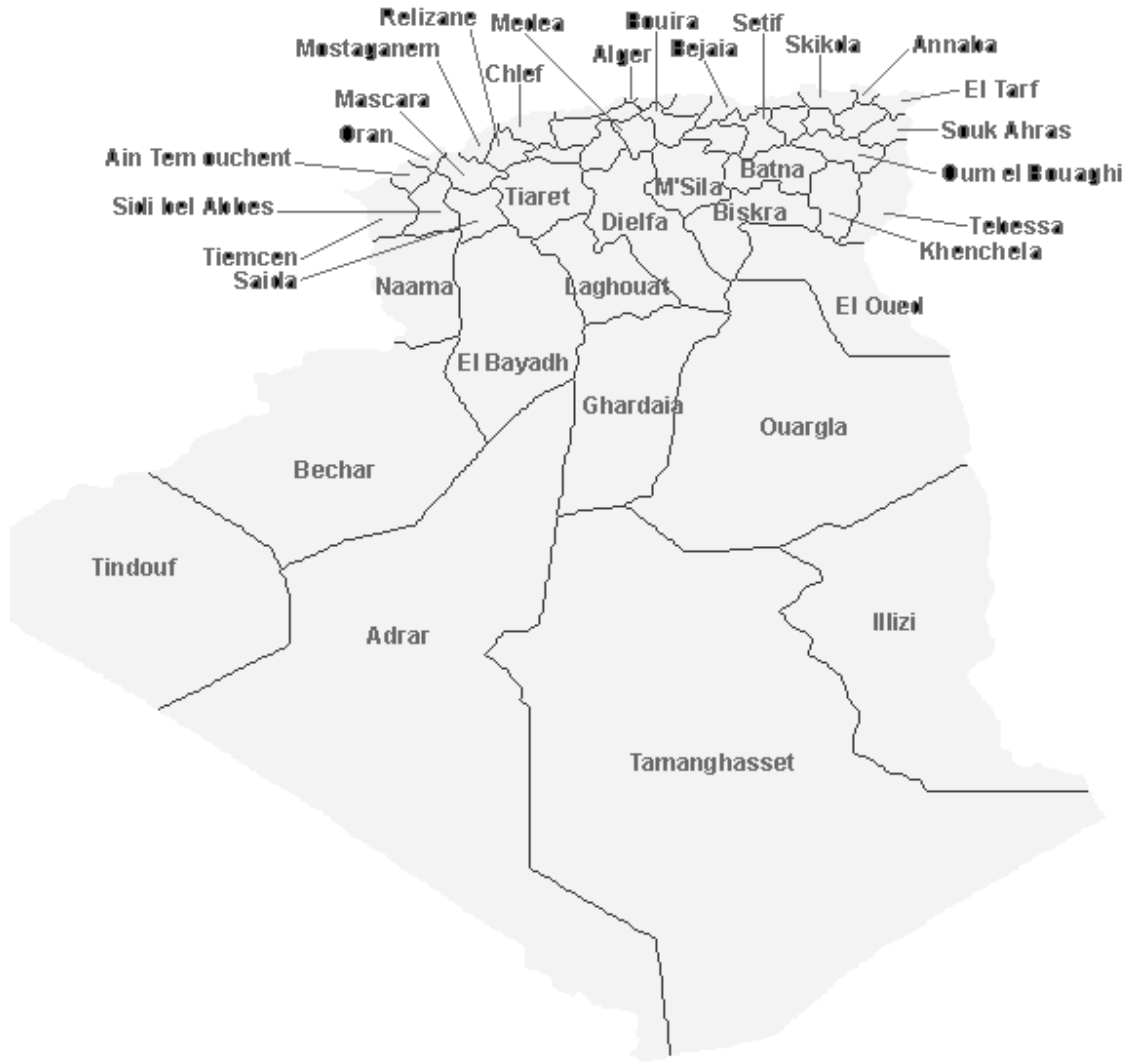 Relizane
Medea
Bouira
Setif
Mostaganem
Alger
Bejaia
Skikda
Annaba
Chlef
El Tarf
Mascara
Oran
Souk Ahras
Ain Tem ouchent
Batna
Oum el Bouaghi
Tiaret
M'Sila
Sidi bel Abbes
Dielfa
Biskra
Tebessa
Tiemcen
Khenchela
Saida
Naama
Laghouat
El Oued
El Bayadh
Ghardaia
Ouargla
Bechar
Tindouf
Adrar
Illizi
Tamanghasset